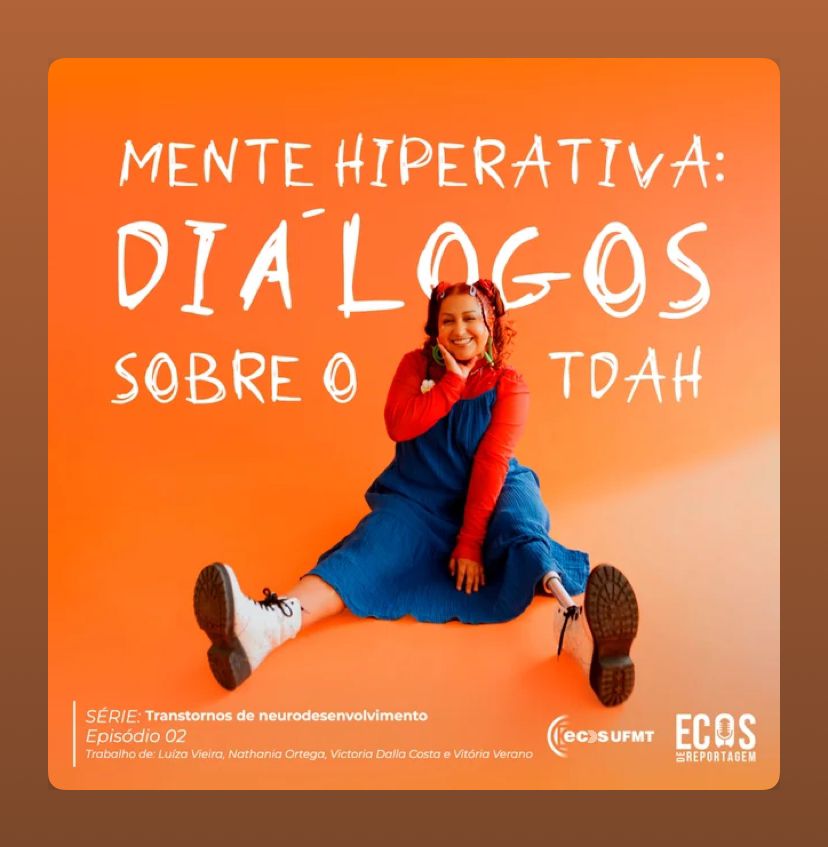 MENTE HIPERATIVA:
DIÁLOGOS
SOBRE O TDAH
SÉRIE: Transtornos de neurodesenvolvimento
Episódio 02
Trabalho de: Luíza Vieira, Nathania Ortega, Victoria Dalla Costa e Vitória Verano
ecos UFMT
ECOS
DE REPORTAGEM